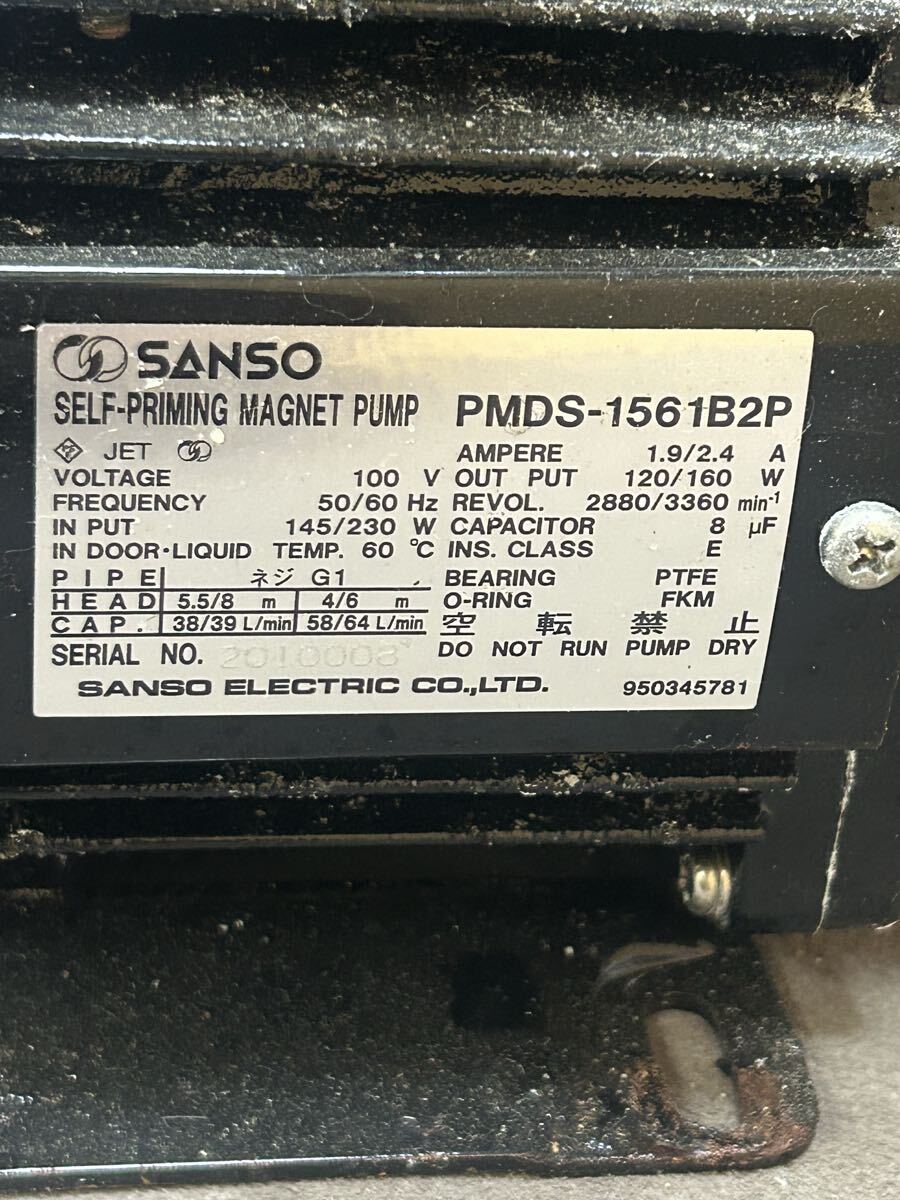 SANSO
SELF-PRIMING MAGNET PUMP PMDS-1561B2P
JET AMPERE 1.9/2.4 A
VOLTAGE 100 V OUT PUT 120/160 W
FREQUENCY 50/60 Hz REVOL. 2880/3360 min-1
IN PUT 145/230 W CAPACITOR 8 µF
IN DOOR·LIQUID TEMP. 60 ℃ INS. CLASS E
PIPE ネジ G1 BEARING PTFE
HEAD 5.5/8 m 4/6 m O-RING FKM
CAP. 38/39 L/min 58/64 L/min 空転禁止
SERIAL NO. 2010008 DO NOT RUN PUMP DRY
SANSO ELECTRIC CO.,LTD. 950345781